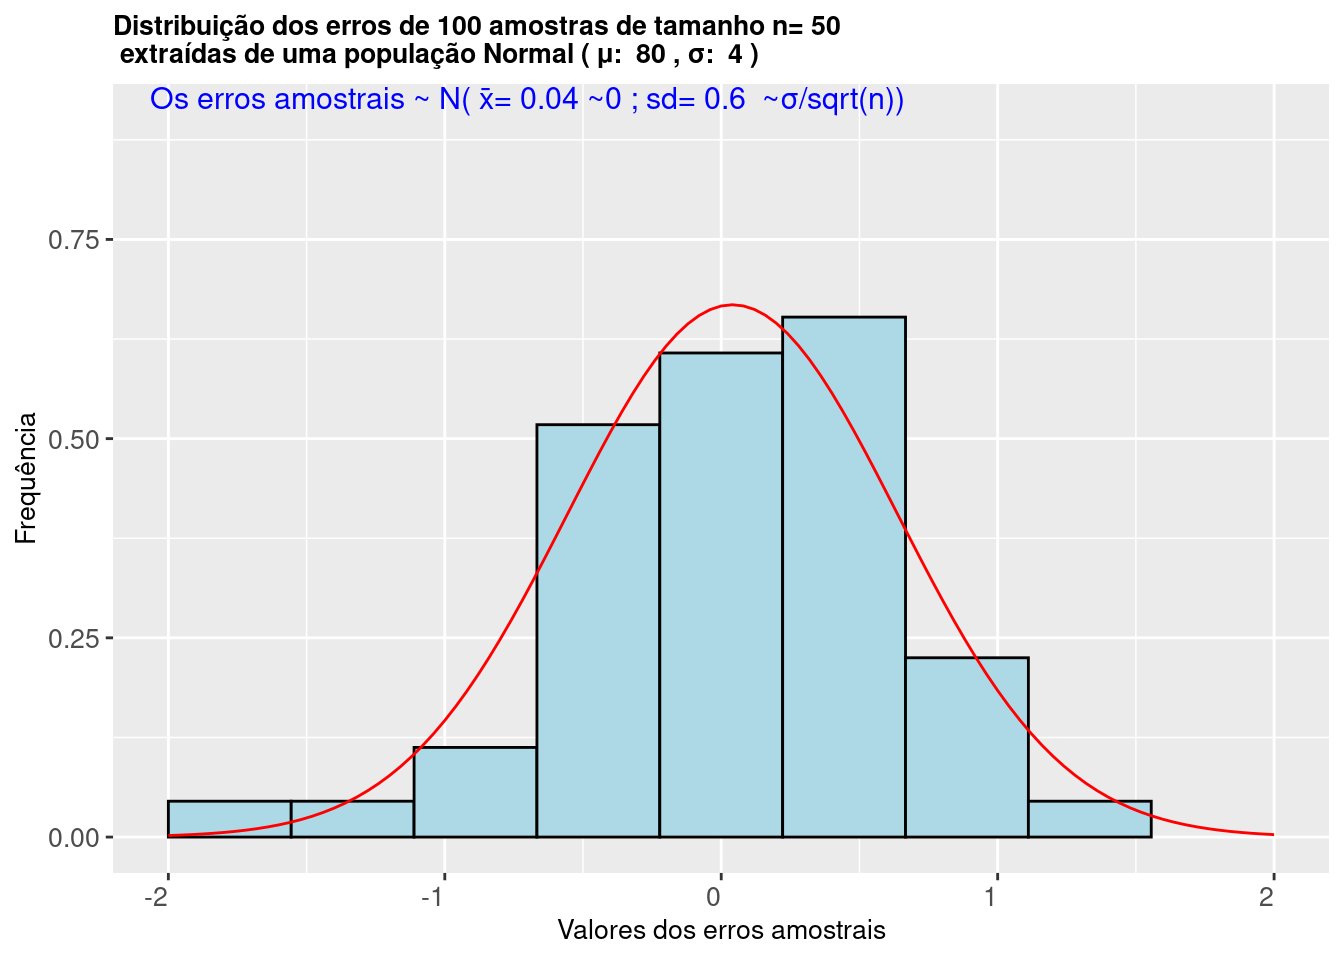 Distribuição dos erros de 100 amostras de tamanho n= 50
extraídas de uma população Normal ( μ:  80 , σ:  4 )
Os erros amostrais ~ N( x̄= 0.04 ~0 ; sd= 0.6  ~σ/sqrt(n))
0.75
0.50
0.25
0.00
Frequência
-2
-1
0
1
2
Valores dos erros amostrais